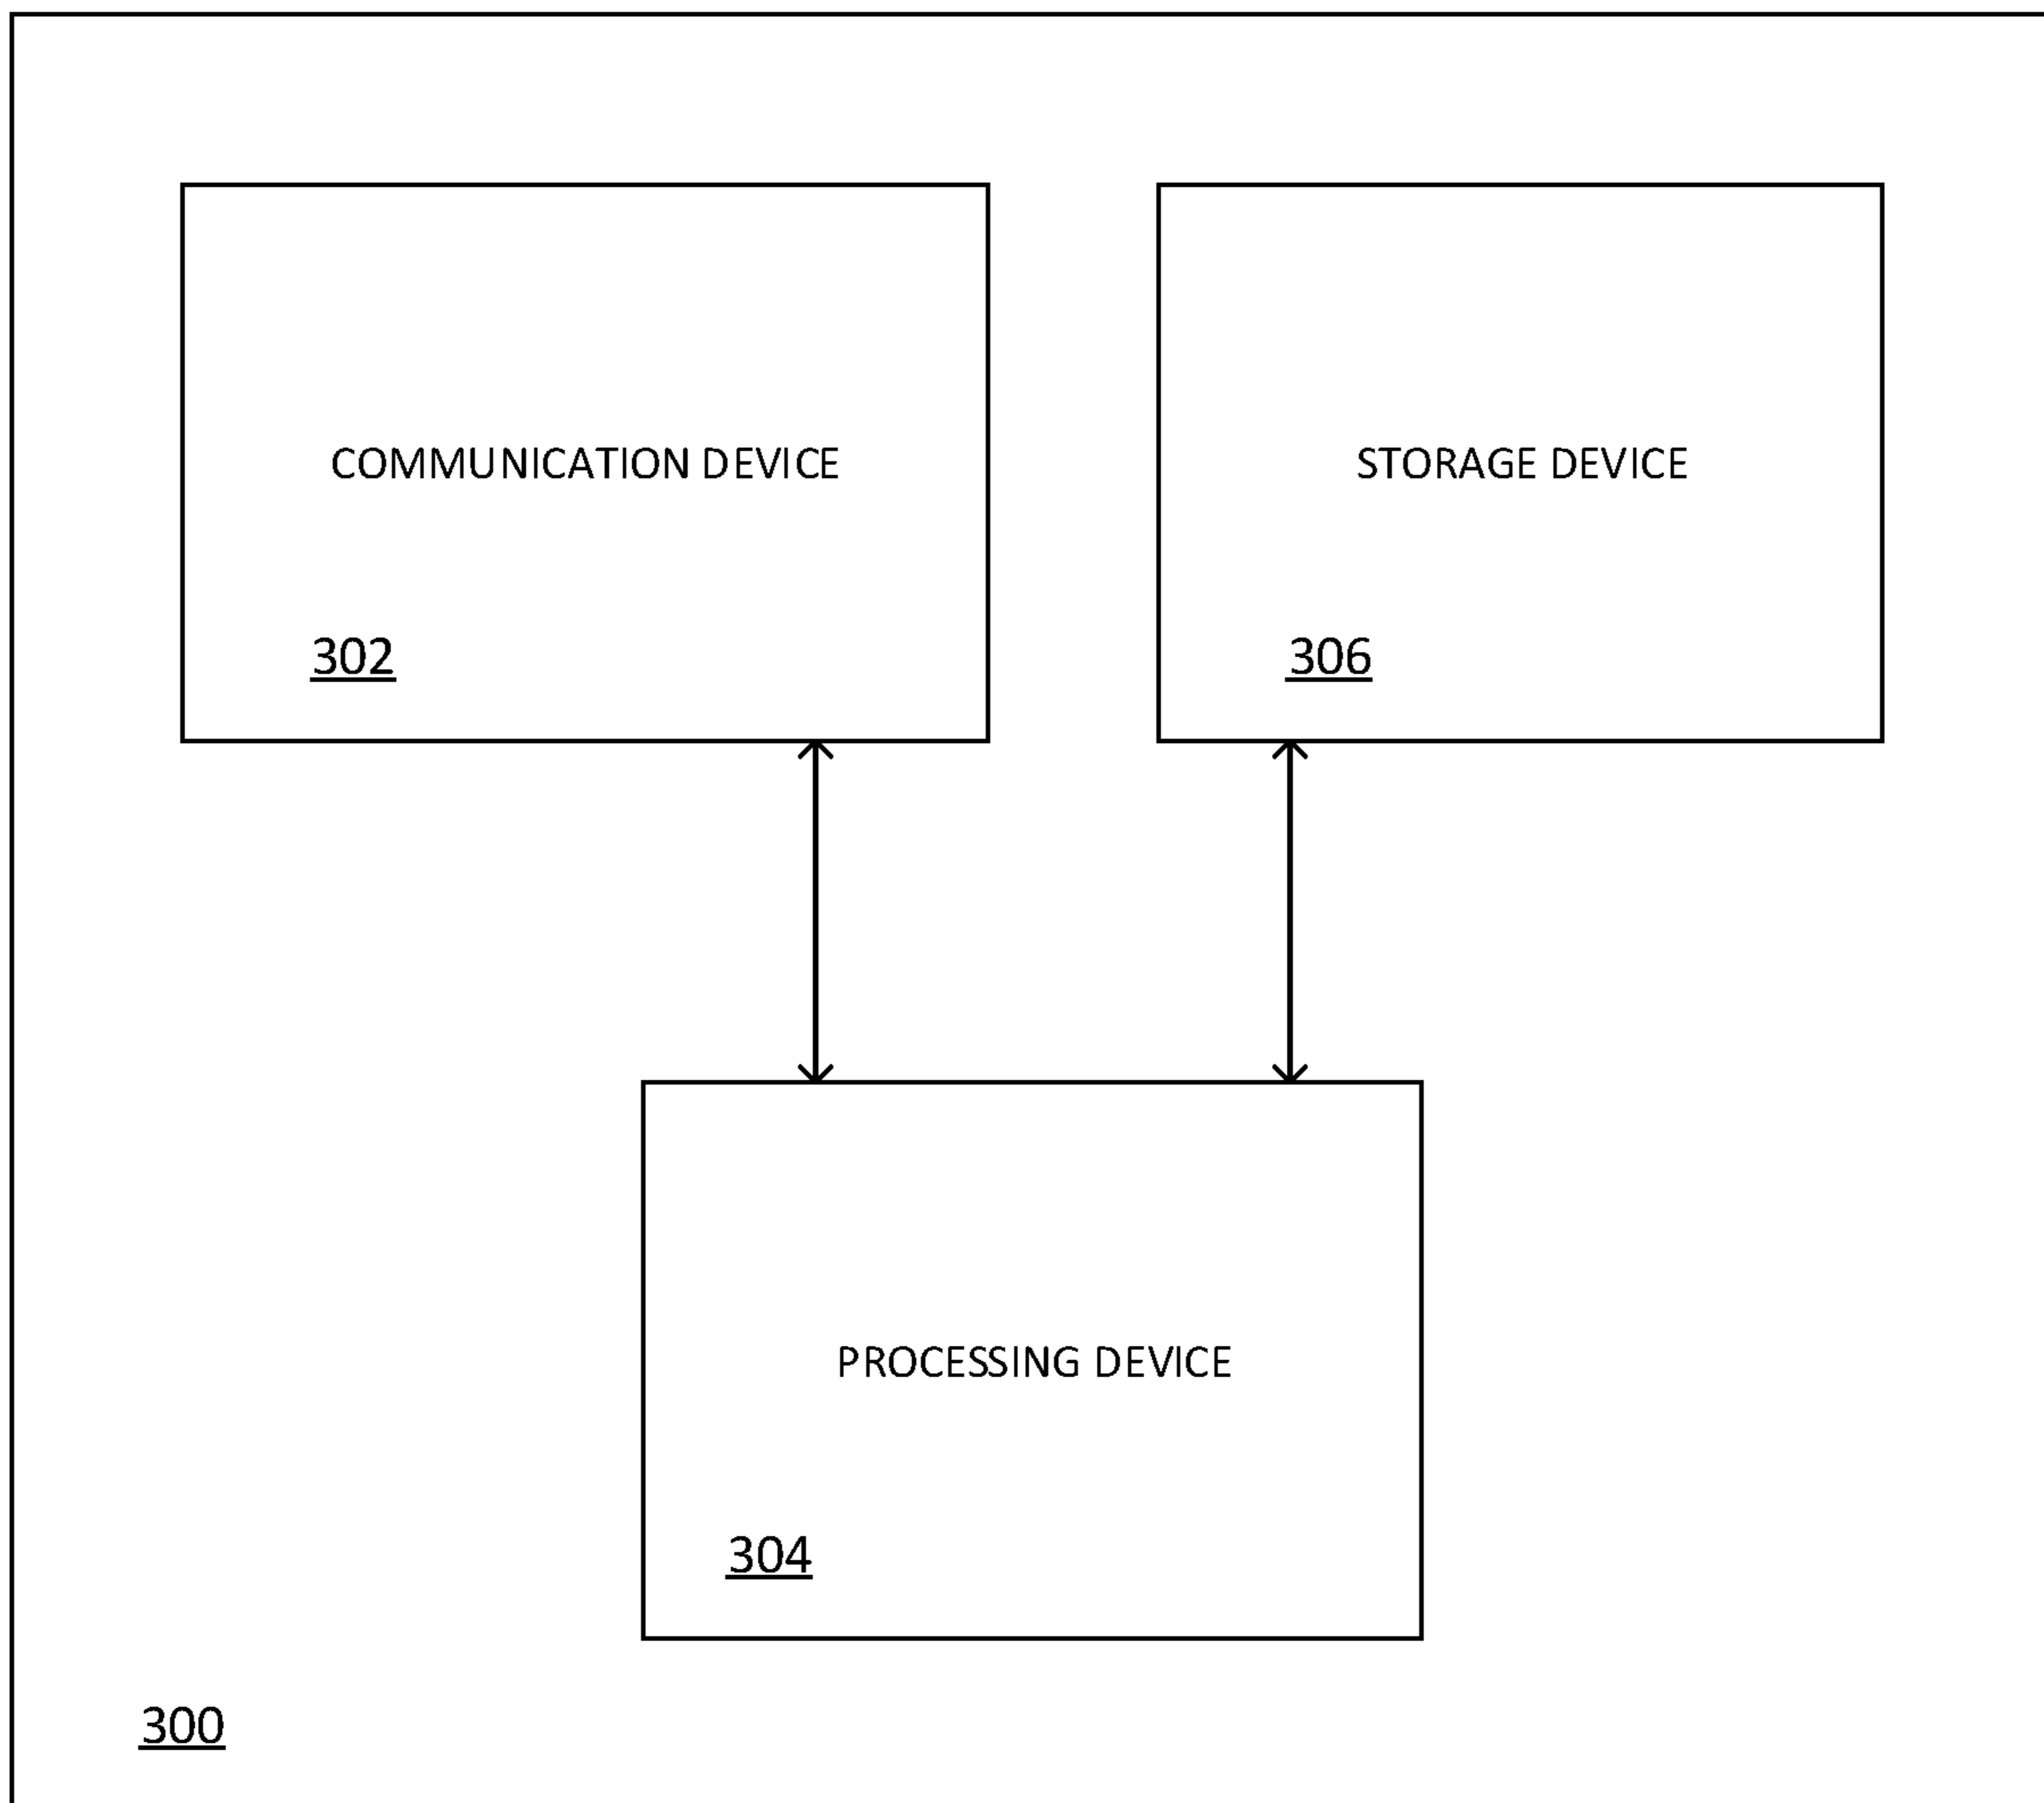 COMMUNICATION DEVICE
STORAGE DEVICE
302
306
PROCESSING DEVICE
304
300